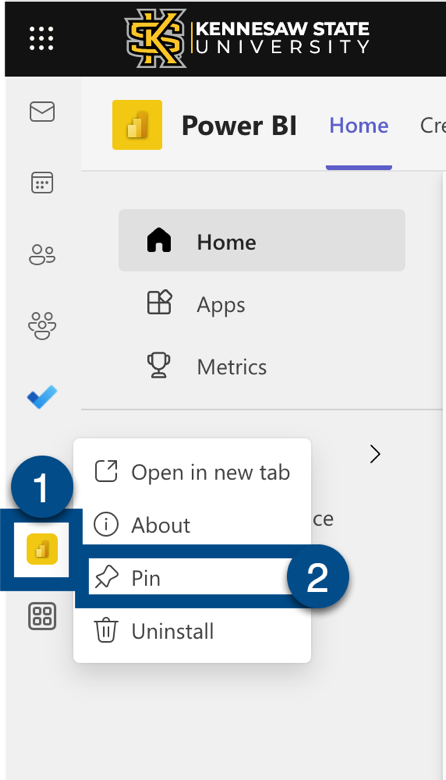 KENNESAW STATE
UNIVERSITY
Power BI
Home
Cre
Home
Apps
Metrics
1
Open in new tab
About
ce
Pin
2
Uninstall